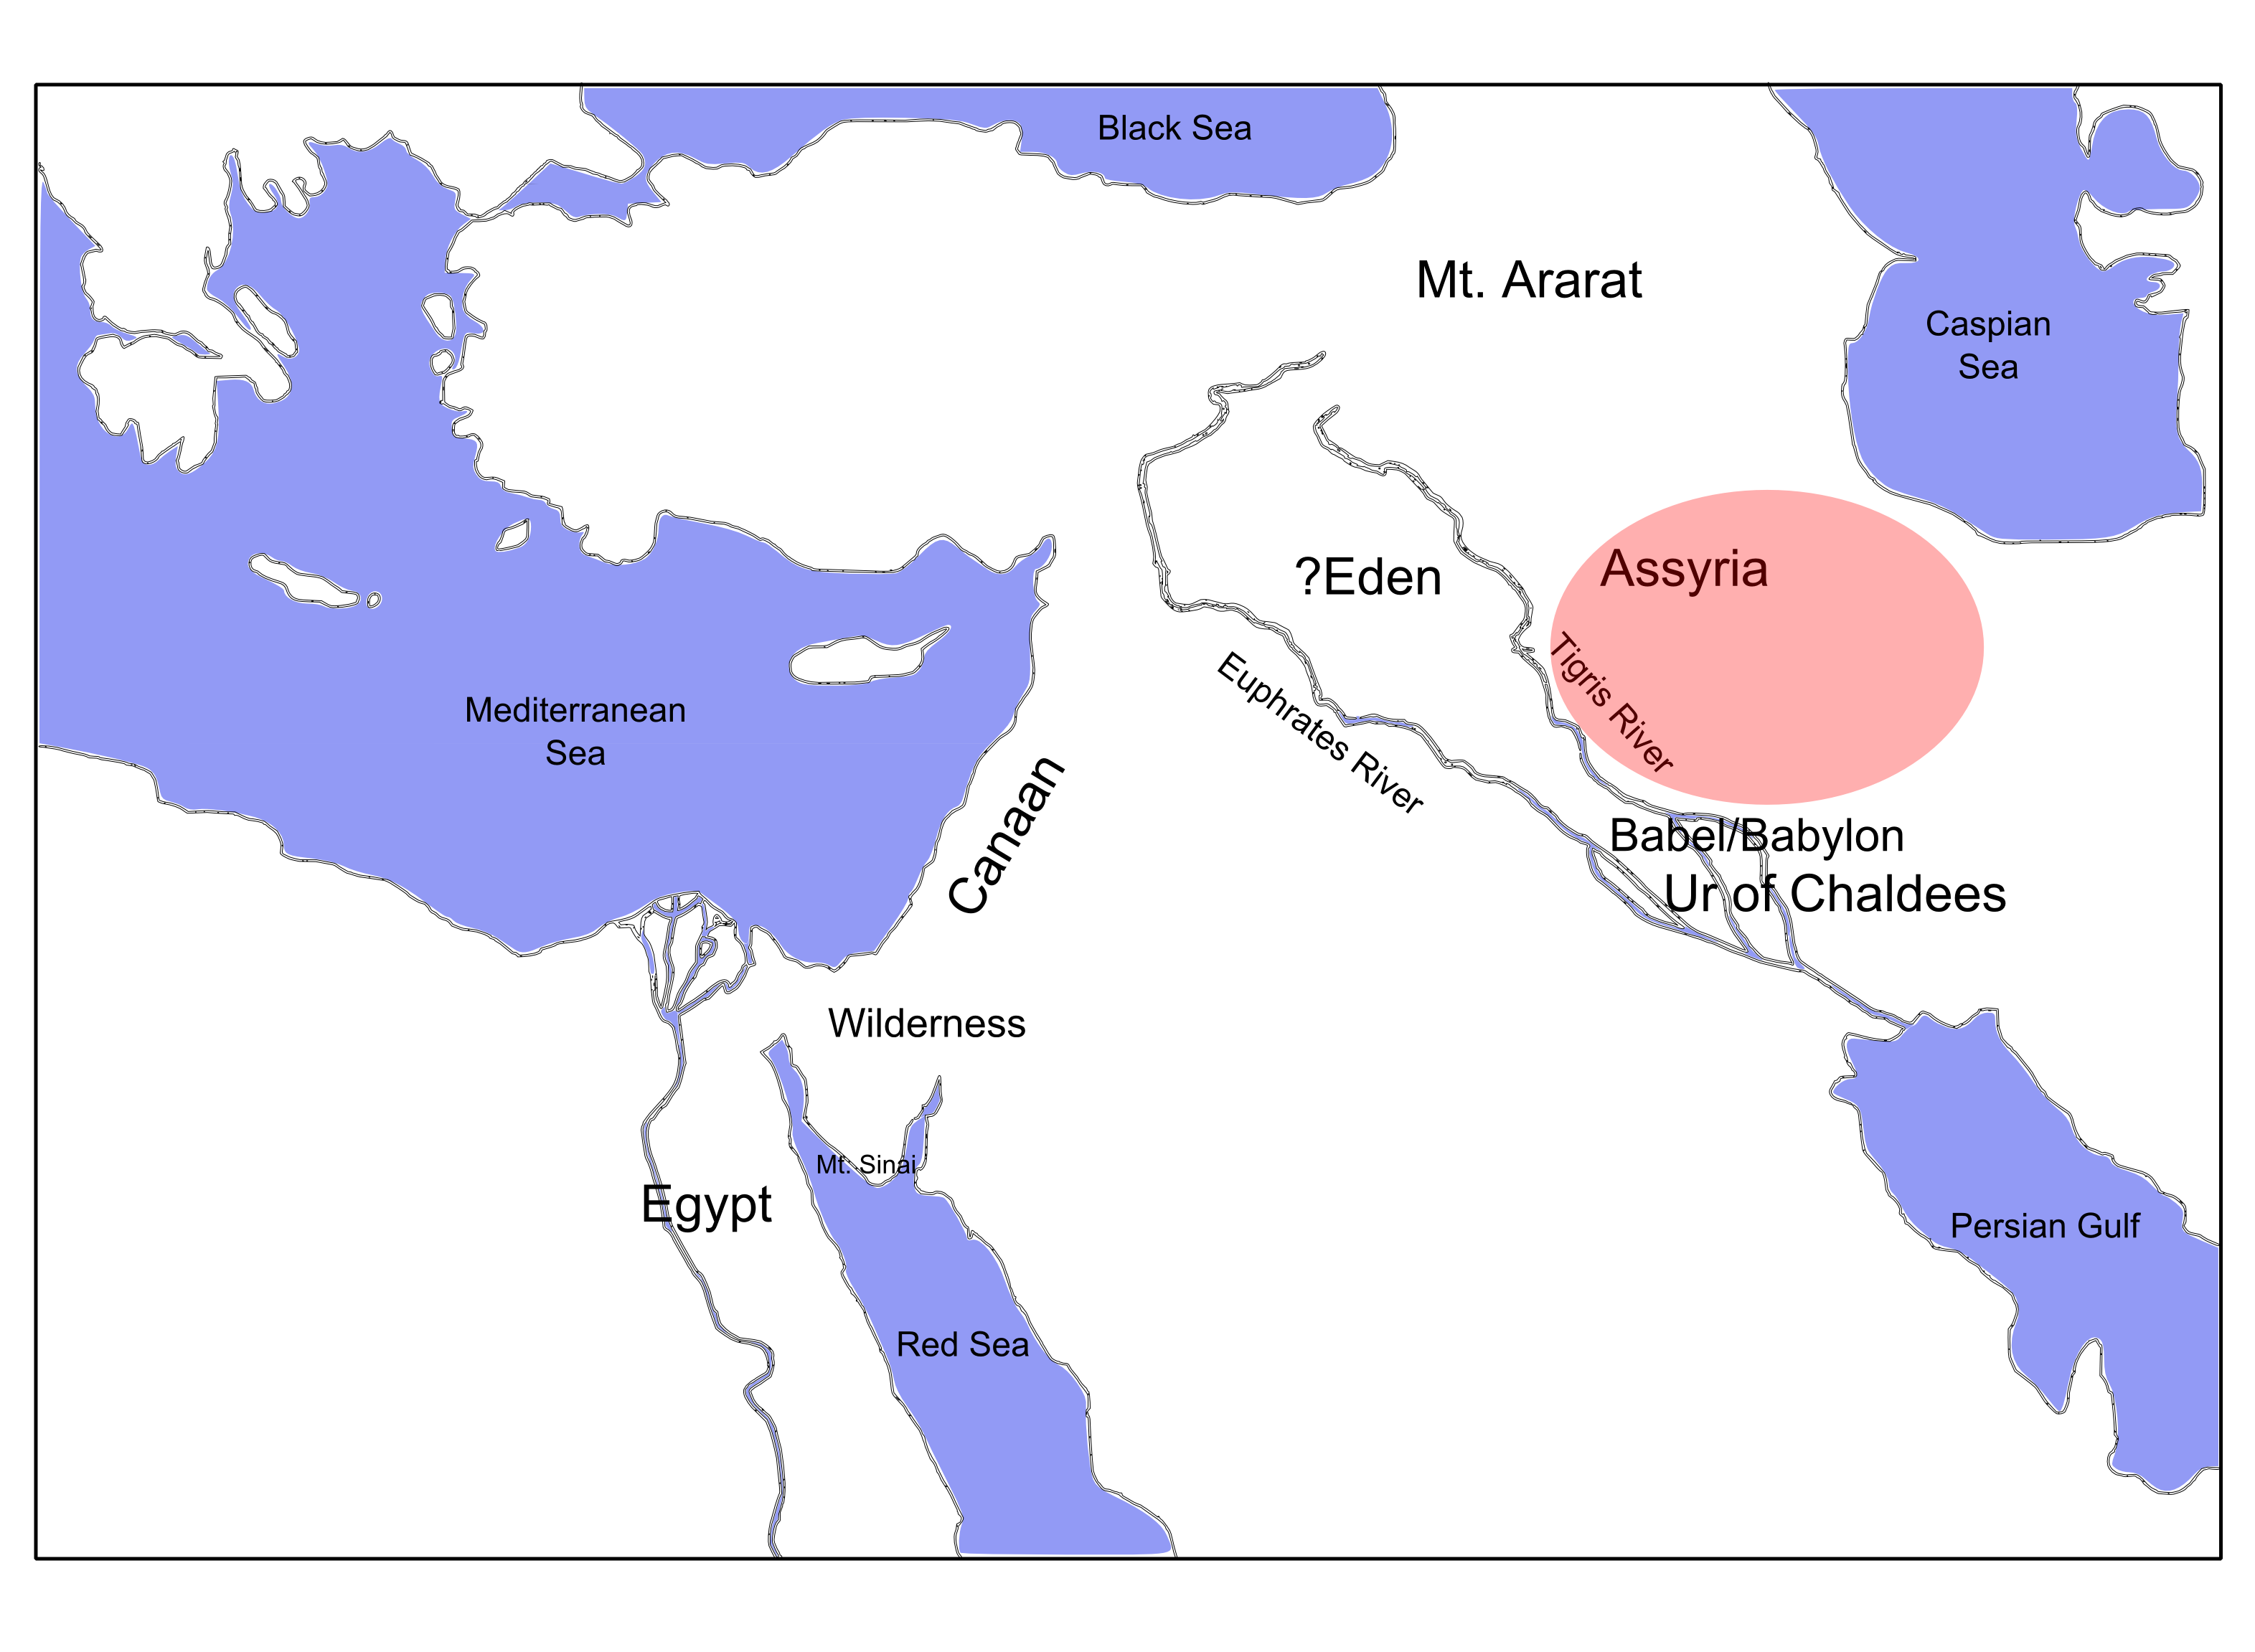 Black Sea
Mt. Ararat
Caspian
Sea
Assyria
?Eden
Tigris River
Euphrates River
Mediterranean
Sea
Canaan
Babel/Babylon
Ur of Chaldees
Wilderness
Mt. Sinai
Egypt
Persian Gulf
Red Sea